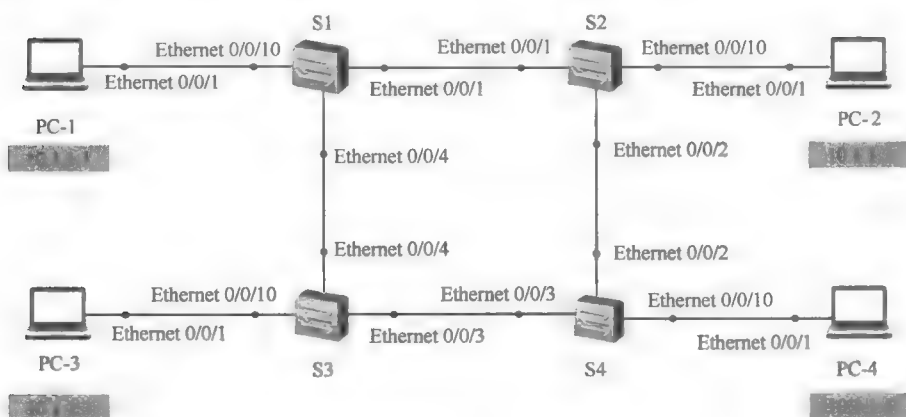 S1
S2
Ethernet 0/0/10
Ethernet 0/0/1
Ethernet 0/0/10
Ethernet 0/0/1
Ethernet 0/0/1
Ethernet 0/0/1
PC-1
PC-2
Ethernet 0/0/4
Ethernet 0/0/2
Ethernet 0/0/4
Ethernet 0/0/2
Ethernet 0/0/10
Ethernet 0/0/3
Ethernet 0/0/10
Ethernet 0/0/1
Ethernet 0/0/3
Ethernet 0/0/1
PC-3
S3
S4
PC-4